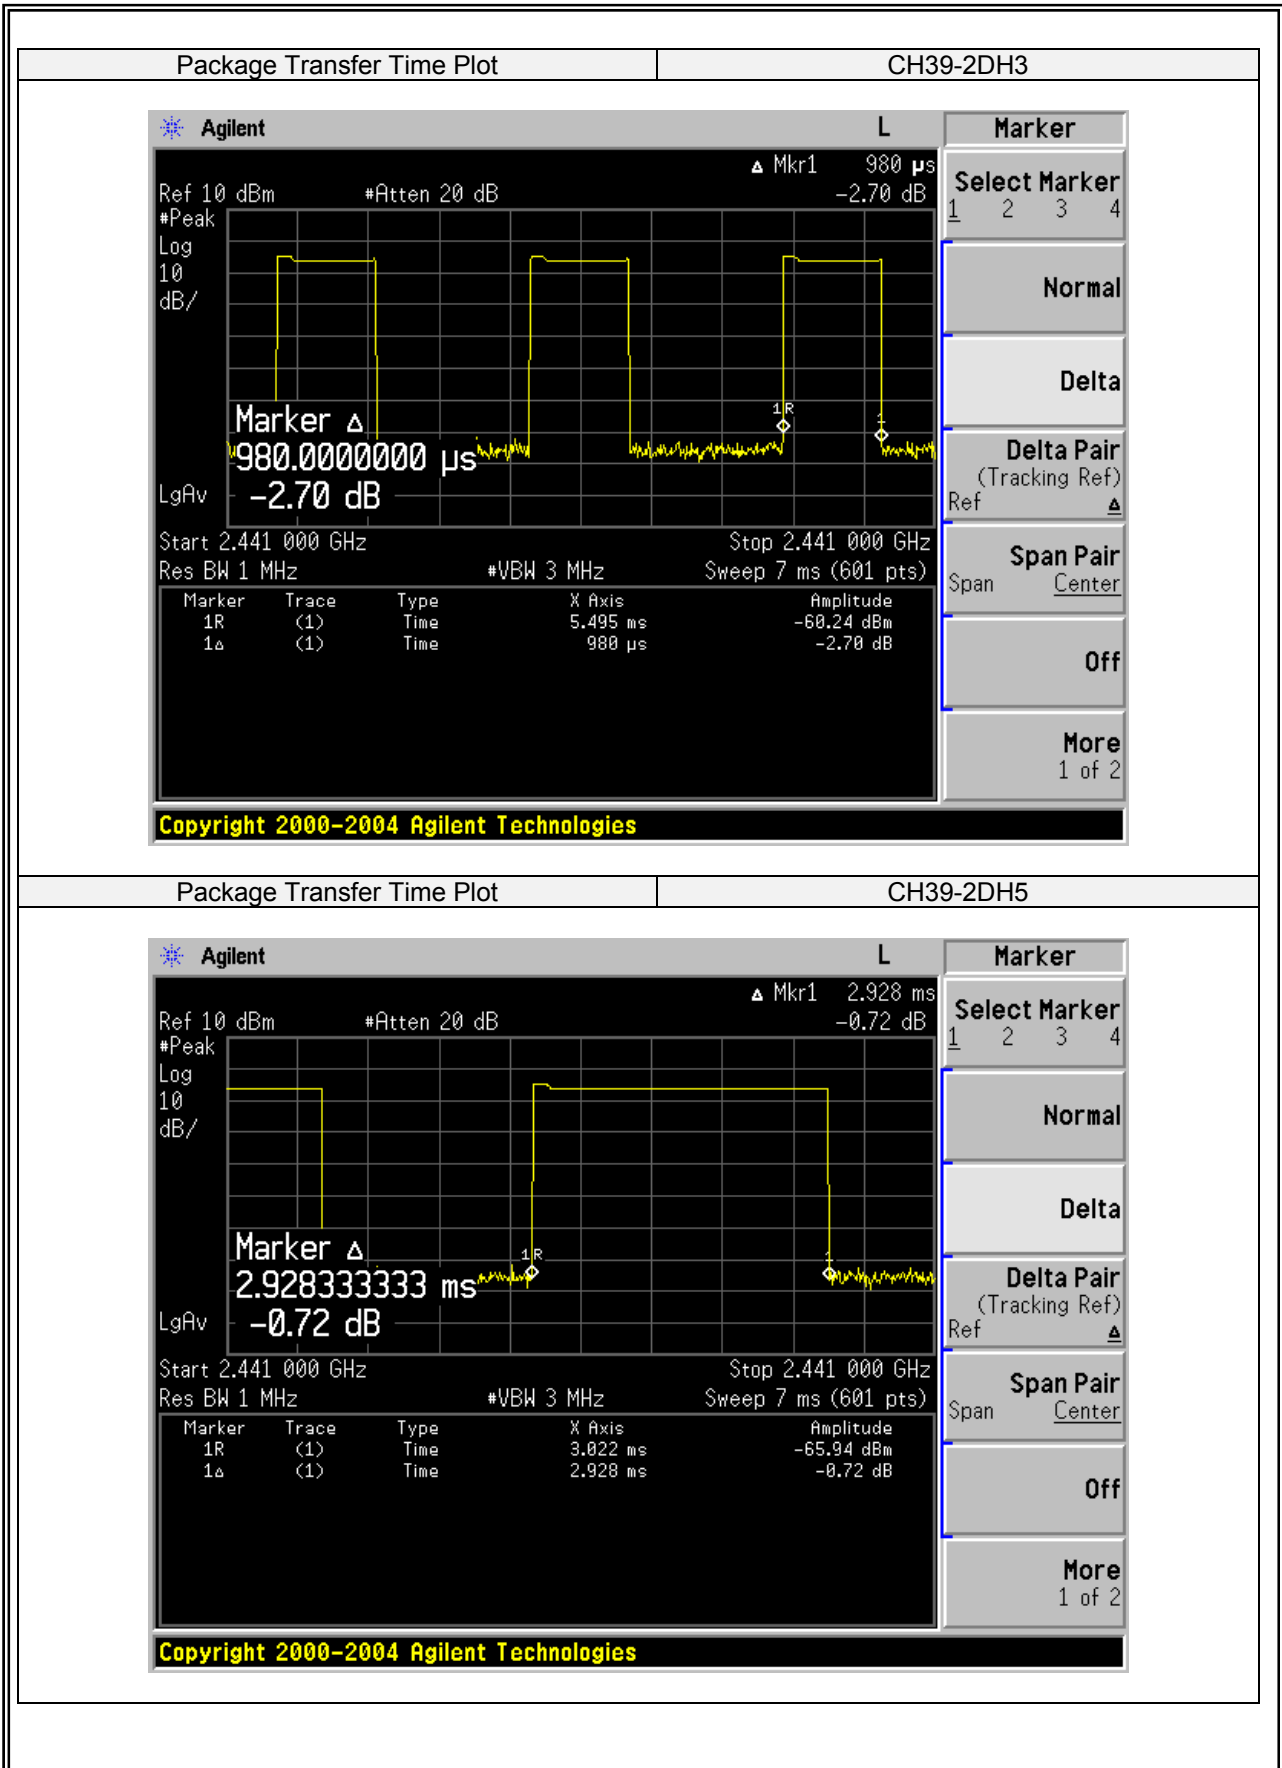 Package Transfer Time Plot CH39-2DH3
Agilent L Marker
Δ Mkr1 980 µs
Ref 10 dBm #Atten 20 dB -2.70 dB
#Peak
Log
10
dB/
1R
1
Marker Δ
980.0000000 µs
LgAv -2.70 dB
Start 2.441 000 GHz Stop 2.441 000 GHz
Res BW 1 MHz #VBW 3 MHz Sweep 7 ms (601 pts)
Marker Trace Type X Axis Amplitude
1R (1) Time 5.495 ms -60.24 dBm
1Δ (1) Time 980 µs -2.70 dB
Select Marker
1 2 3 4
Normal
Delta
Delta Pair
(Tracking Ref)
Ref Δ
Span Pair
Span Center
Off
More
1 of 2
Copyright 2000-2004 Agilent Technologies
Package Transfer Time Plot CH39-2DH5
Agilent L Marker
Δ Mkr1 2.928 ms
Ref 10 dBm #Atten 20 dB -0.72 dB
#Peak
Log
10
dB/
1R
1
Marker Δ
2.928333333 ms
LgAv -0.72 dB
Start 2.441 000 GHz Stop 2.441 000 GHz
Res BW 1 MHz #VBW 3 MHz Sweep 7 ms (601 pts)
Marker Trace Type X Axis Amplitude
1R (1) Time 3.022 ms -65.94 dBm
1Δ (1) Time 2.928 ms -0.72 dB
Select Marker
1 2 3 4
Normal
Delta
Delta Pair
(Tracking Ref)
Ref Δ
Span Pair
Span Center
Off
More
1 of 2
Copyright 2000-2004 Agilent Technologies